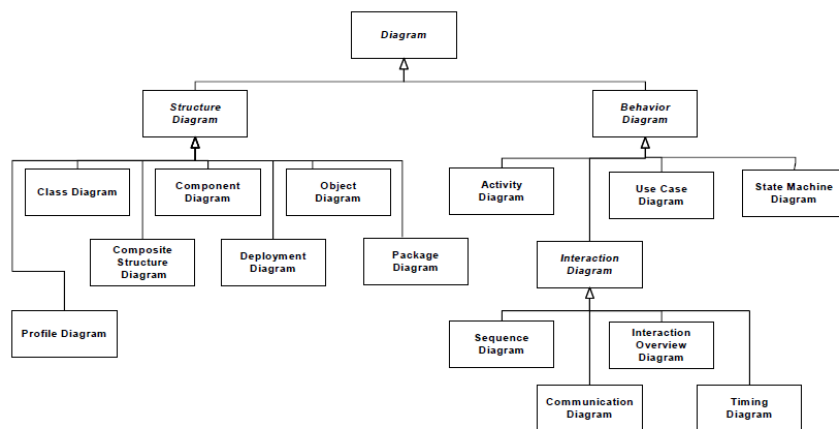 Diagram
Structure
Diagram
Behavior
Diagram
Class Diagram
Component
Diagram
Object
Diagram
Activity
Diagram
Use Case
Diagram
State Machine
Diagram
Composite
Structure
Diagram
Deployment
Diagram
Package
Diagram
Interaction
Diagram
Profile Diagram
Sequence
Diagram
Interaction
Overview
Diagram
Communication
Diagram
Timing
Diagram